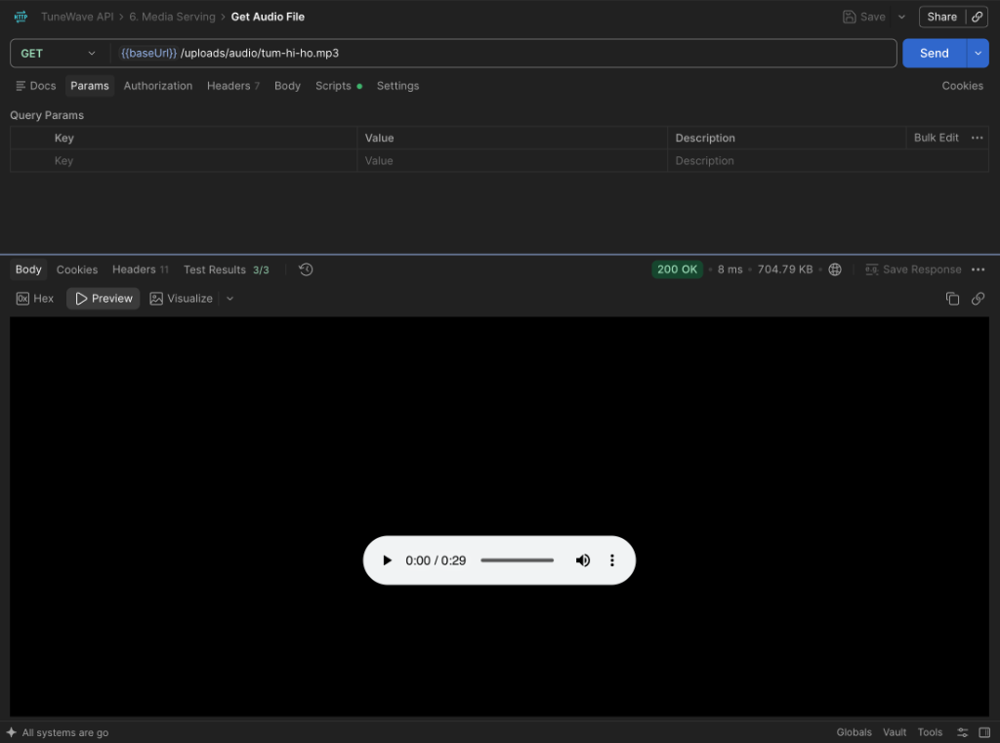 HTTP TuneWave API > 6. Media Serving > Get Audio File Save Share
GET {{baseUrl}} /uploads/audio/tum-hi-ho.mp3 Send
Docs Params Authorization Headers 7 Body Scripts Settings Cookies
Query Params
Key Value Description Bulk Edit
Key Value Description
Body Cookies Headers 11 Test Results 3/3 200 OK • 8 ms • 704.79 KB e.g. Save Response
0x Hex Preview Visualize
0:00 / 0:29
All systems are go Globals Vault Tools